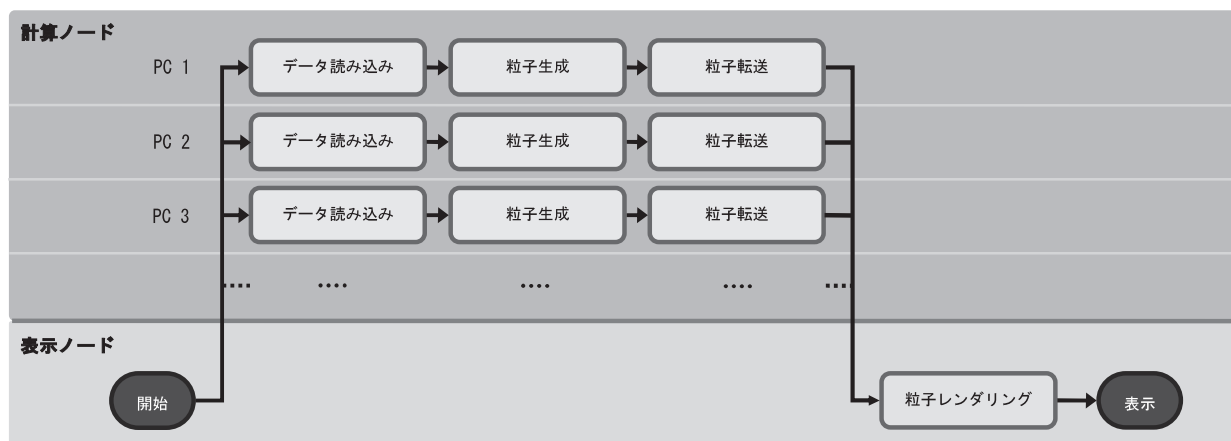 計算ノード
PC 1
データ読み込み
粒子生成
粒子転送
PC 2
データ読み込み
粒子生成
粒子転送
PC 3
データ読み込み
粒子生成
粒子転送
表示ノード
開始
粒子レンダリング
表示